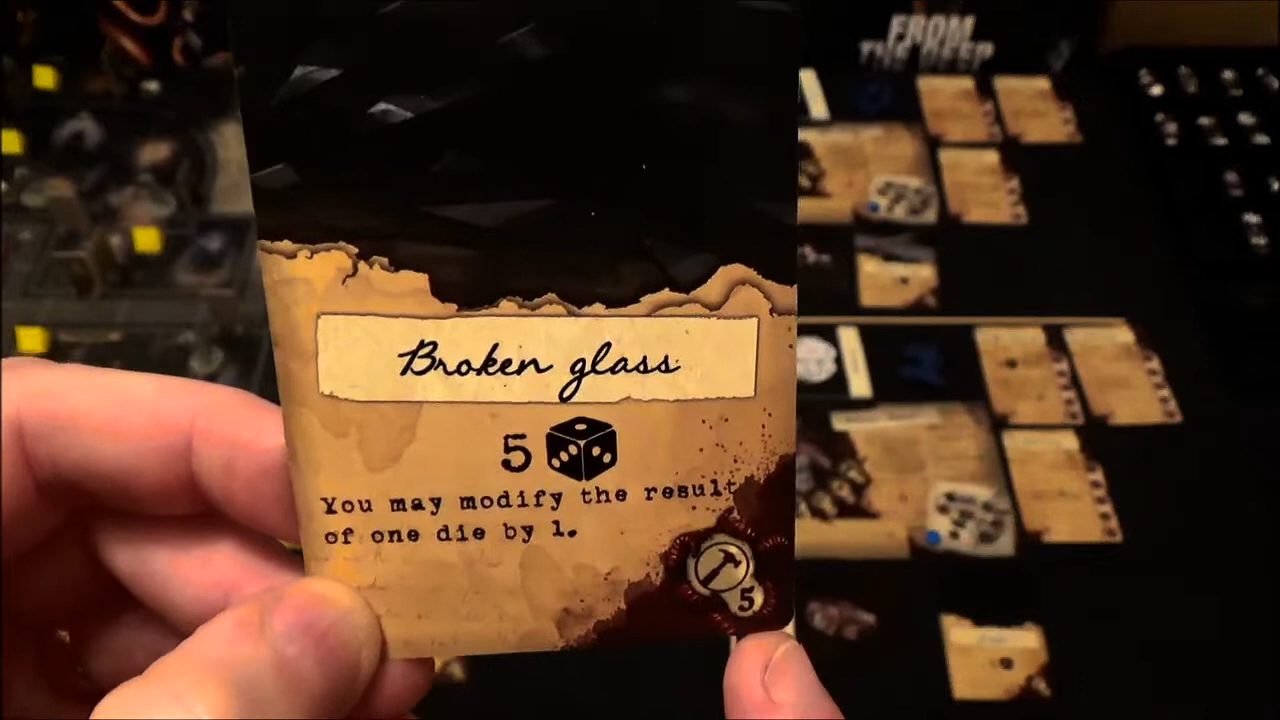 FROM
THE DEEP
Broken glass
5
You may modify the result
of one die by 1.
5